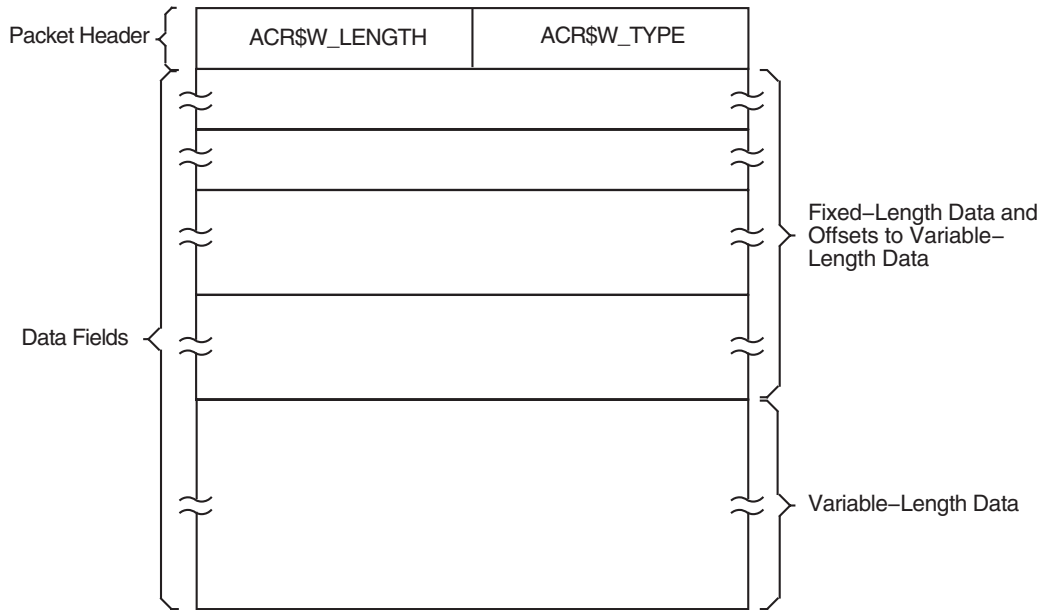 Packet Header
ACR$W_LENGTH
ACR$W_TYPE
Fixed–Length Data and
Offsets to Variable–
Length Data
Data Fields
Variable–Length Data